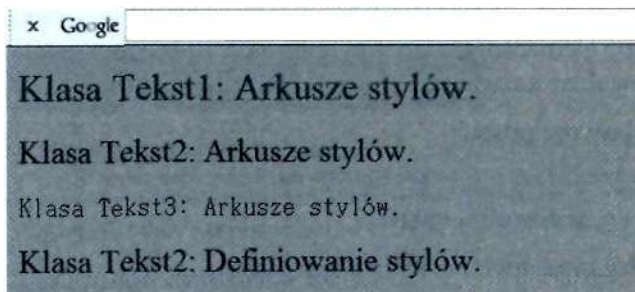 x Google
Klasa Tekst1: Arkusze stylów.
Klasa Tekst2: Arkusze stylów.
Klasa Tekst3: Arkusze stylów.
Klasa Tekst2: Definiowanie stylów.